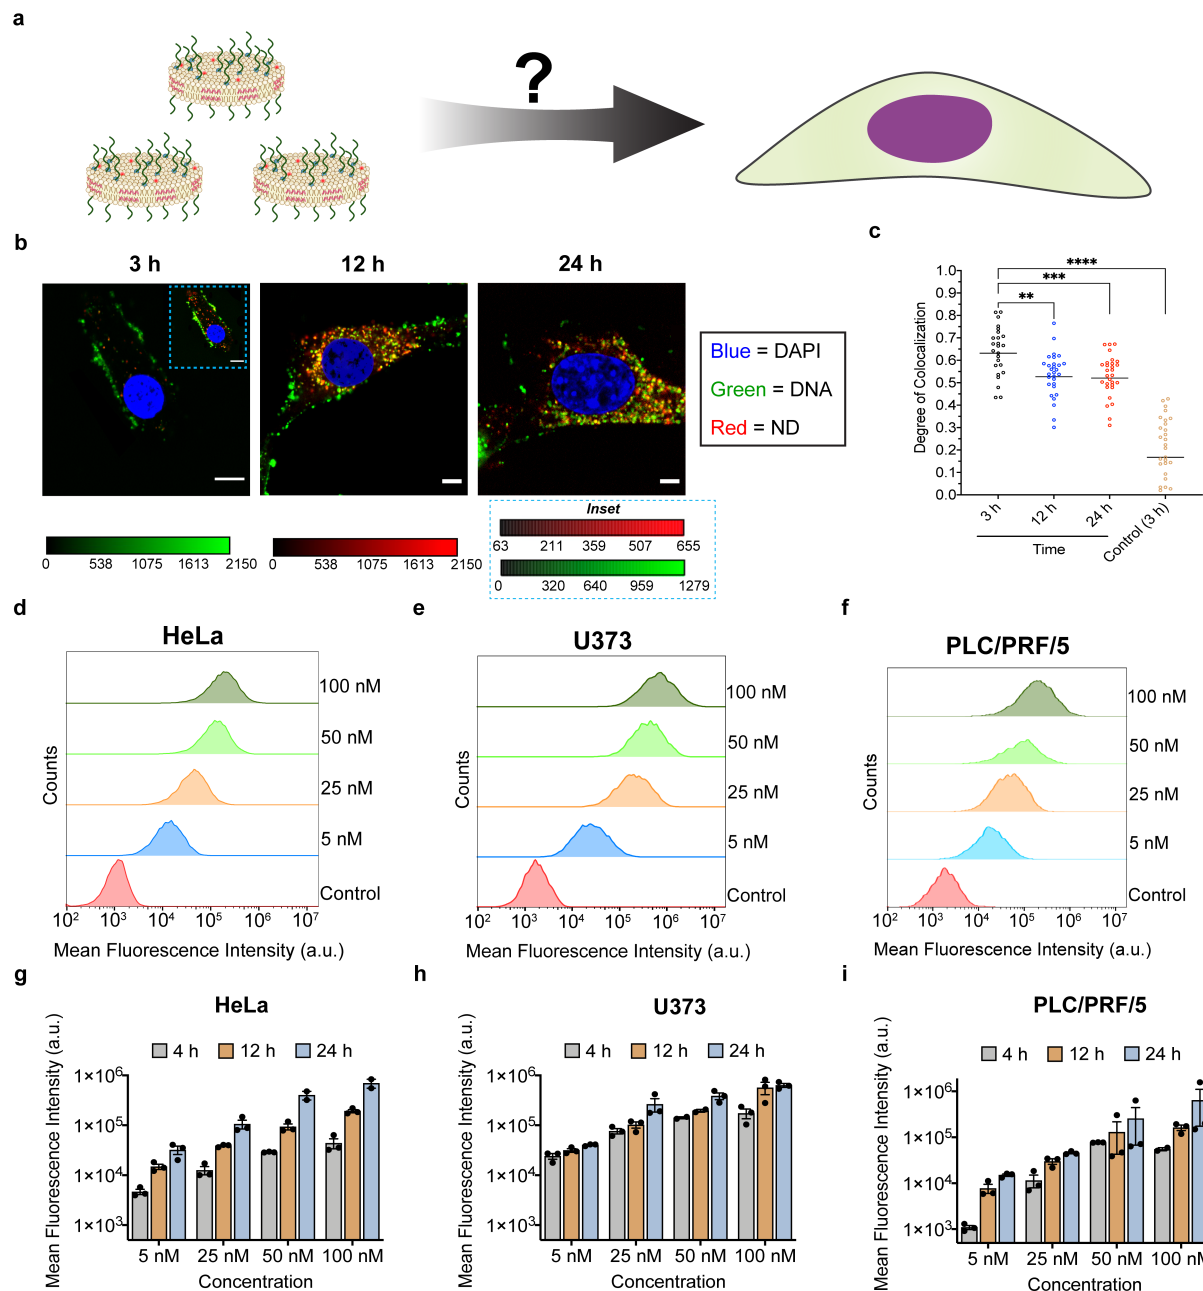 a
?
b
3 h
12 h
24 h
Blue = DAPI
Green = DNA
Red = ND
0 538 1075 1613 2150
0 538 1075 1613 2150
Inset
63 211 359 507 655
0 320 640 959 1279
c
Degree of Colocalization
1.0
0.9
0.8
0.7
0.6
0.5
0.4
0.3
0.2
0.1
0.0
****
***
**
3 h
12 h
24 h
Control (3 h)
Time
d
HeLa
Counts
100 nM
50 nM
25 nM
5 nM
Control
10² 10³ 10⁴ 10⁵ 10⁶ 10⁷
Mean Fluorescence Intensity (a.u.)
e
U373
Counts
100 nM
50 nM
25 nM
5 nM
Control
10² 10³ 10⁴ 10⁵ 10⁶ 10⁷
Mean Fluorescence Intensity (a.u.)
f
PLC/PRF/5
Counts
100 nM
50 nM
25 nM
5 nM
Control
10² 10³ 10⁴ 10⁵ 10⁶ 10⁷
Mean Fluorescence Intensity (a.u.)
g
HeLa
4 h 12 h 24 h
Mean Fluorescence Intensity (a.u.)
1×10⁶
1×10⁵
1×10⁴
1×10³
5 nM 25 nM 50 nM 100 nM
Concentration
h
U373
4 h 12 h 24 h
Mean Fluorescence Intensity (a.u.)
1×10⁶
1×10⁵
1×10⁴
1×10³
5 nM 25 nM 50 nM 100 nM
Concentration
i
PLC/PRF/5
4 h 12 h 24 h
Mean Fluorescence Intensity (a.u.)
1×10⁶
1×10⁵
1×10⁴
1×10³
5 nM 25 nM 50 nM 100 nM
Concentration